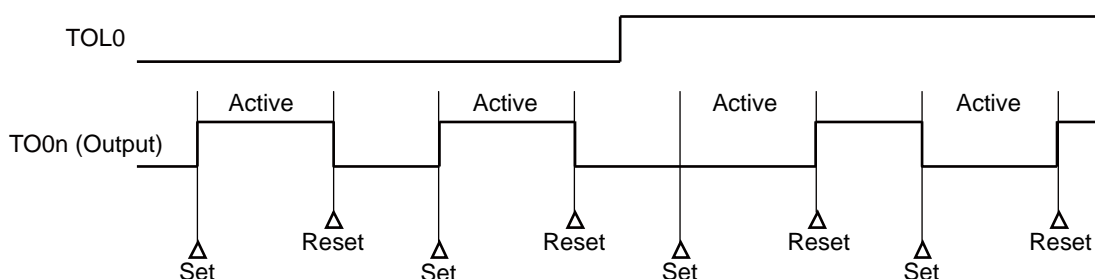 TOL0
Active Active Active Active
TO0n (Output)
Reset Reset Reset Reset
Set Set Set Set